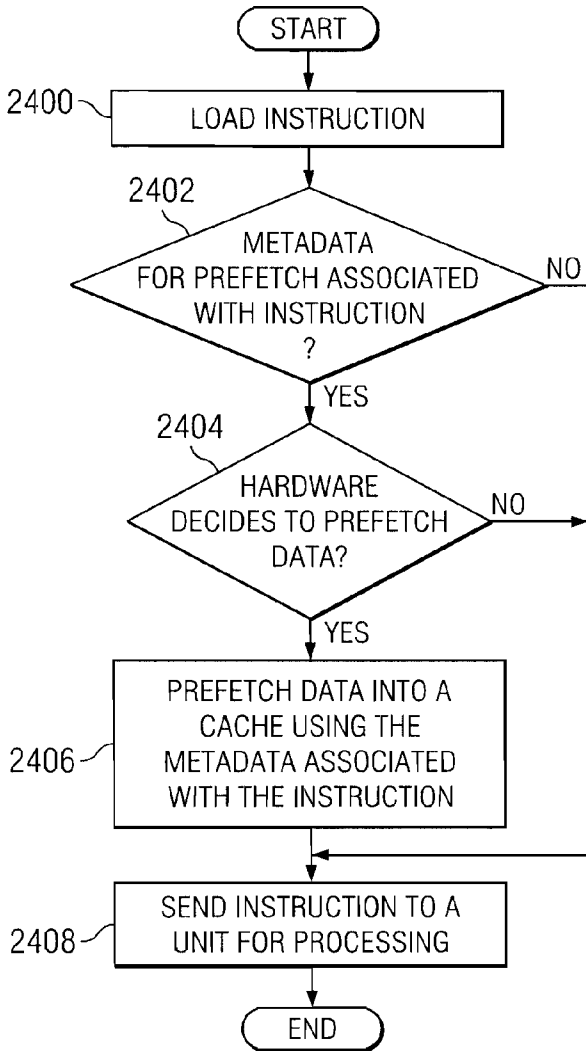 START
2400
LOAD INSTRUCTION
2402
METADATA
FOR PREFETCH ASSOCIATED
WITH INSTRUCTION
?
NO
YES
2404
HARDWARE
DECIDES TO PREFETCH
DATA?
NO
YES
2406
PREFETCH DATA INTO A
CACHE USING THE
METADATA ASSOCIATED
WITH THE INSTRUCTION
2408
SEND INSTRUCTION TO A
UNIT FOR PROCESSING
END